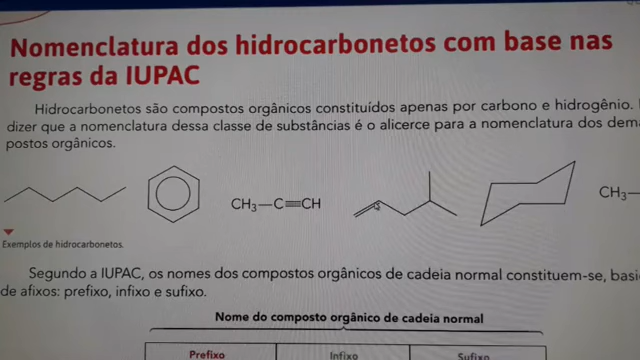 Nomenclatura dos hidrocarbonetos com base nas
regras da IUPAC
Hidrocarbonetos são compostos orgânicos constituídos apenas por carbono e hidrogênio.
dizer que a nomenclatura dessa classe de substâncias é o alicerce para a nomenclatura dos dem
postos orgânicos.
CH₃—C≡CH
CH₃—
Exemplos de hidrocarbonetos.
Segundo a IUPAC, os nomes dos compostos orgânicos de cadeia normal constituem-se, basi
de afixos: prefixo, infixo e sufixo.
Nome do composto orgânico de cadeia normal
Prefixo Infixo Sufixo